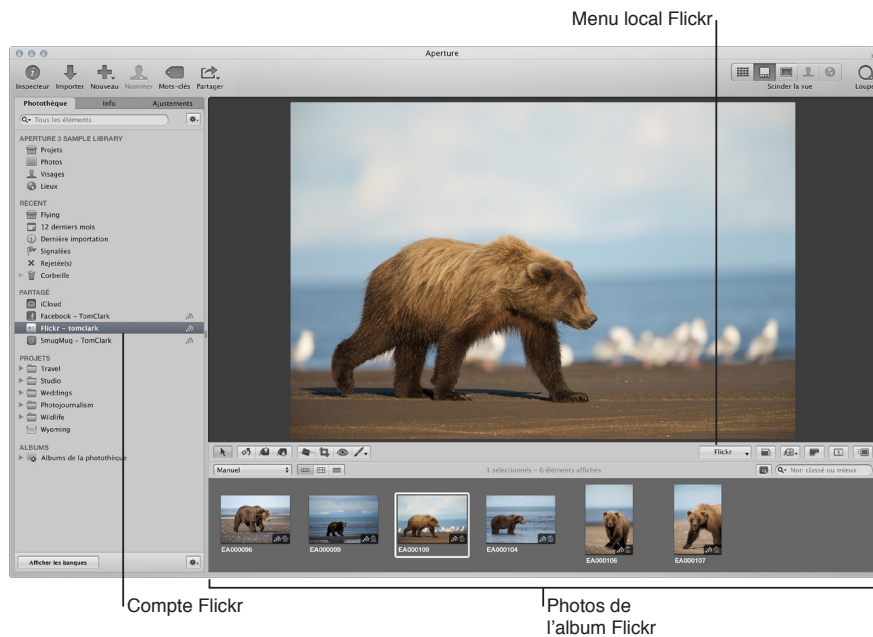 Menu local Flickr
Aperture
Inspecteur Importer Nouveau Nommer Mots-clés Partager
Scinder la vue
Loupe
Photothèque Info Ajustements
Tous les éléments
APERTURE 3 SAMPLE LIBRARY
Projets
Photos
Visages
Lieux
RÉCENT
Flying
12 derniers mois
Dernière importation
Signalées
Rejetée(s)
Corbeille
PARTAGÉ
iCloud
Facebook – TomClark
Flickr – tomclark
SmugMug – TomClark
PROJETS
Travel
Studio
Weddings
Photojournalism
Wildlife
Wyoming
ALBUMS
Albums de la photothèque
Flickr
Manuel
1 sélectionnés – 6 éléments affichés
Non classé ou mieux
EA000096
EA000099
EA000109
EA000104
EA000106
EA000107
Afficher les banques
Compte Flickr
Photos de
l’album Flickr